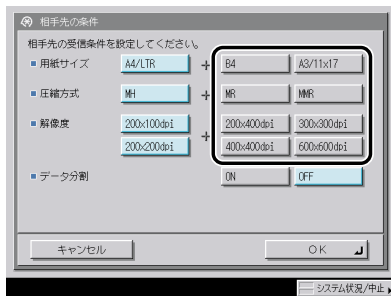 相手先の条件
相手先の受信条件を設定してください。
■ 用紙サイズ A4/LTR + B4 A3/11x17
■ 圧縮方式 MH + MR MMR
■ 解像度 200x100dpi + 200x400dpi 300x300dpi
200x200dpi 400x400dpi 600x600dpi
■ データ分割 ON OFF
キャンセル OK
システム状況/中止